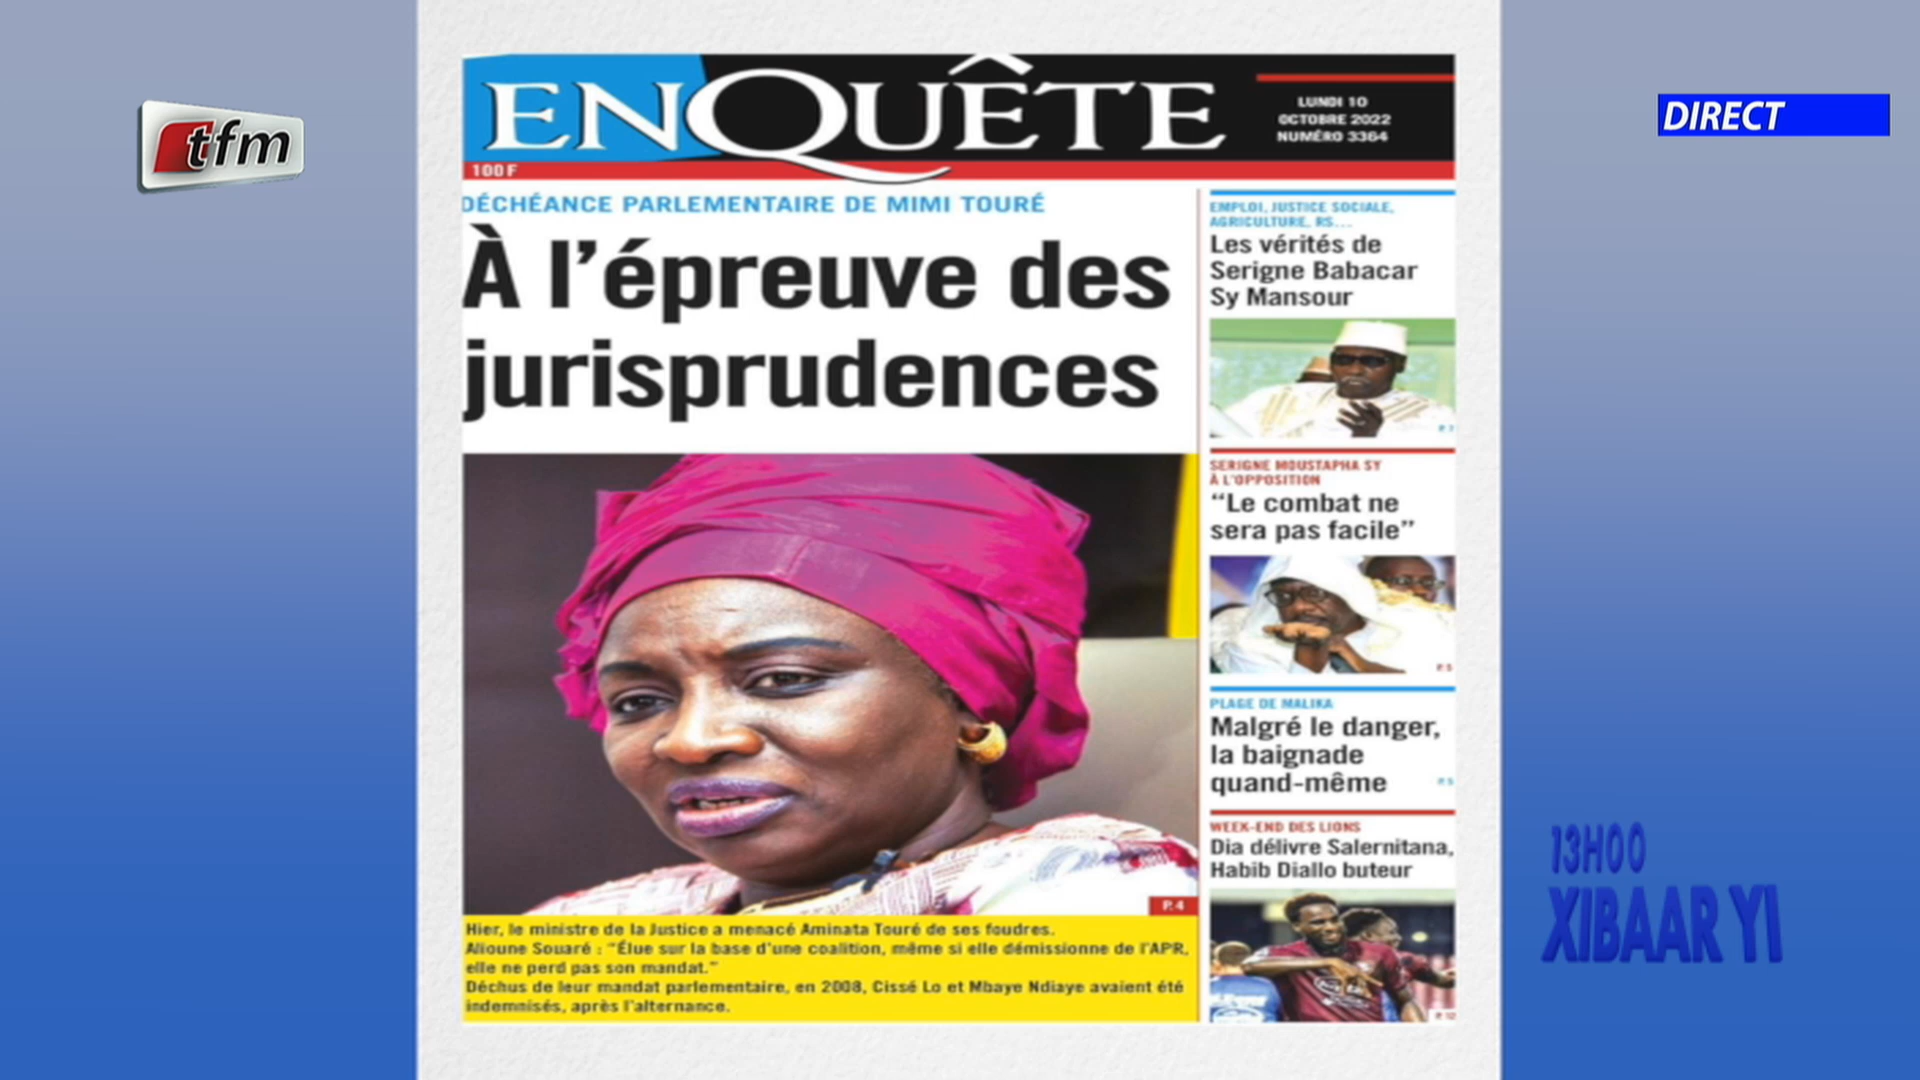 tfm
DIRECT
ENQUÊTE
LUNDI 10
OCTOBRE 2022
NUMÉRO 3364
100 F
DÉCHÉANCE PARLEMENTAIRE DE MIMI TOURÉ
À l'épreuve des
jurisprudences
P.4
Hier, le ministre de la Justice a menacé Aminata Touré de ses foudres.
Alioune Souaré : "Élue sur la base d'une coalition, même si elle démissionne de l'APR,
elle ne perd pas son mandat."
Déchus de leur mandat parlementaire, en 2008, Cissé Lo et Mbaye Ndiaye avaient été
indemnisés, après l'alternance.
EMPLOI, JUSTICE SOCIALE,
AGRICULTURE, RS...
Les vérités de
Serigne Babacar
Sy Mansour
P.7
SERIGNE MOUSTAPHA SY
À L'OPPOSITION
“Le combat ne
sera pas facile”
P.5
PLAGE DE MALIKA
Malgré le danger,
la baignade
quand-même
WEEK-END DES LIONS
Dia délivre Salernitana,
Habib Diallo buteur
P.12
13H00
XIBAAR YI